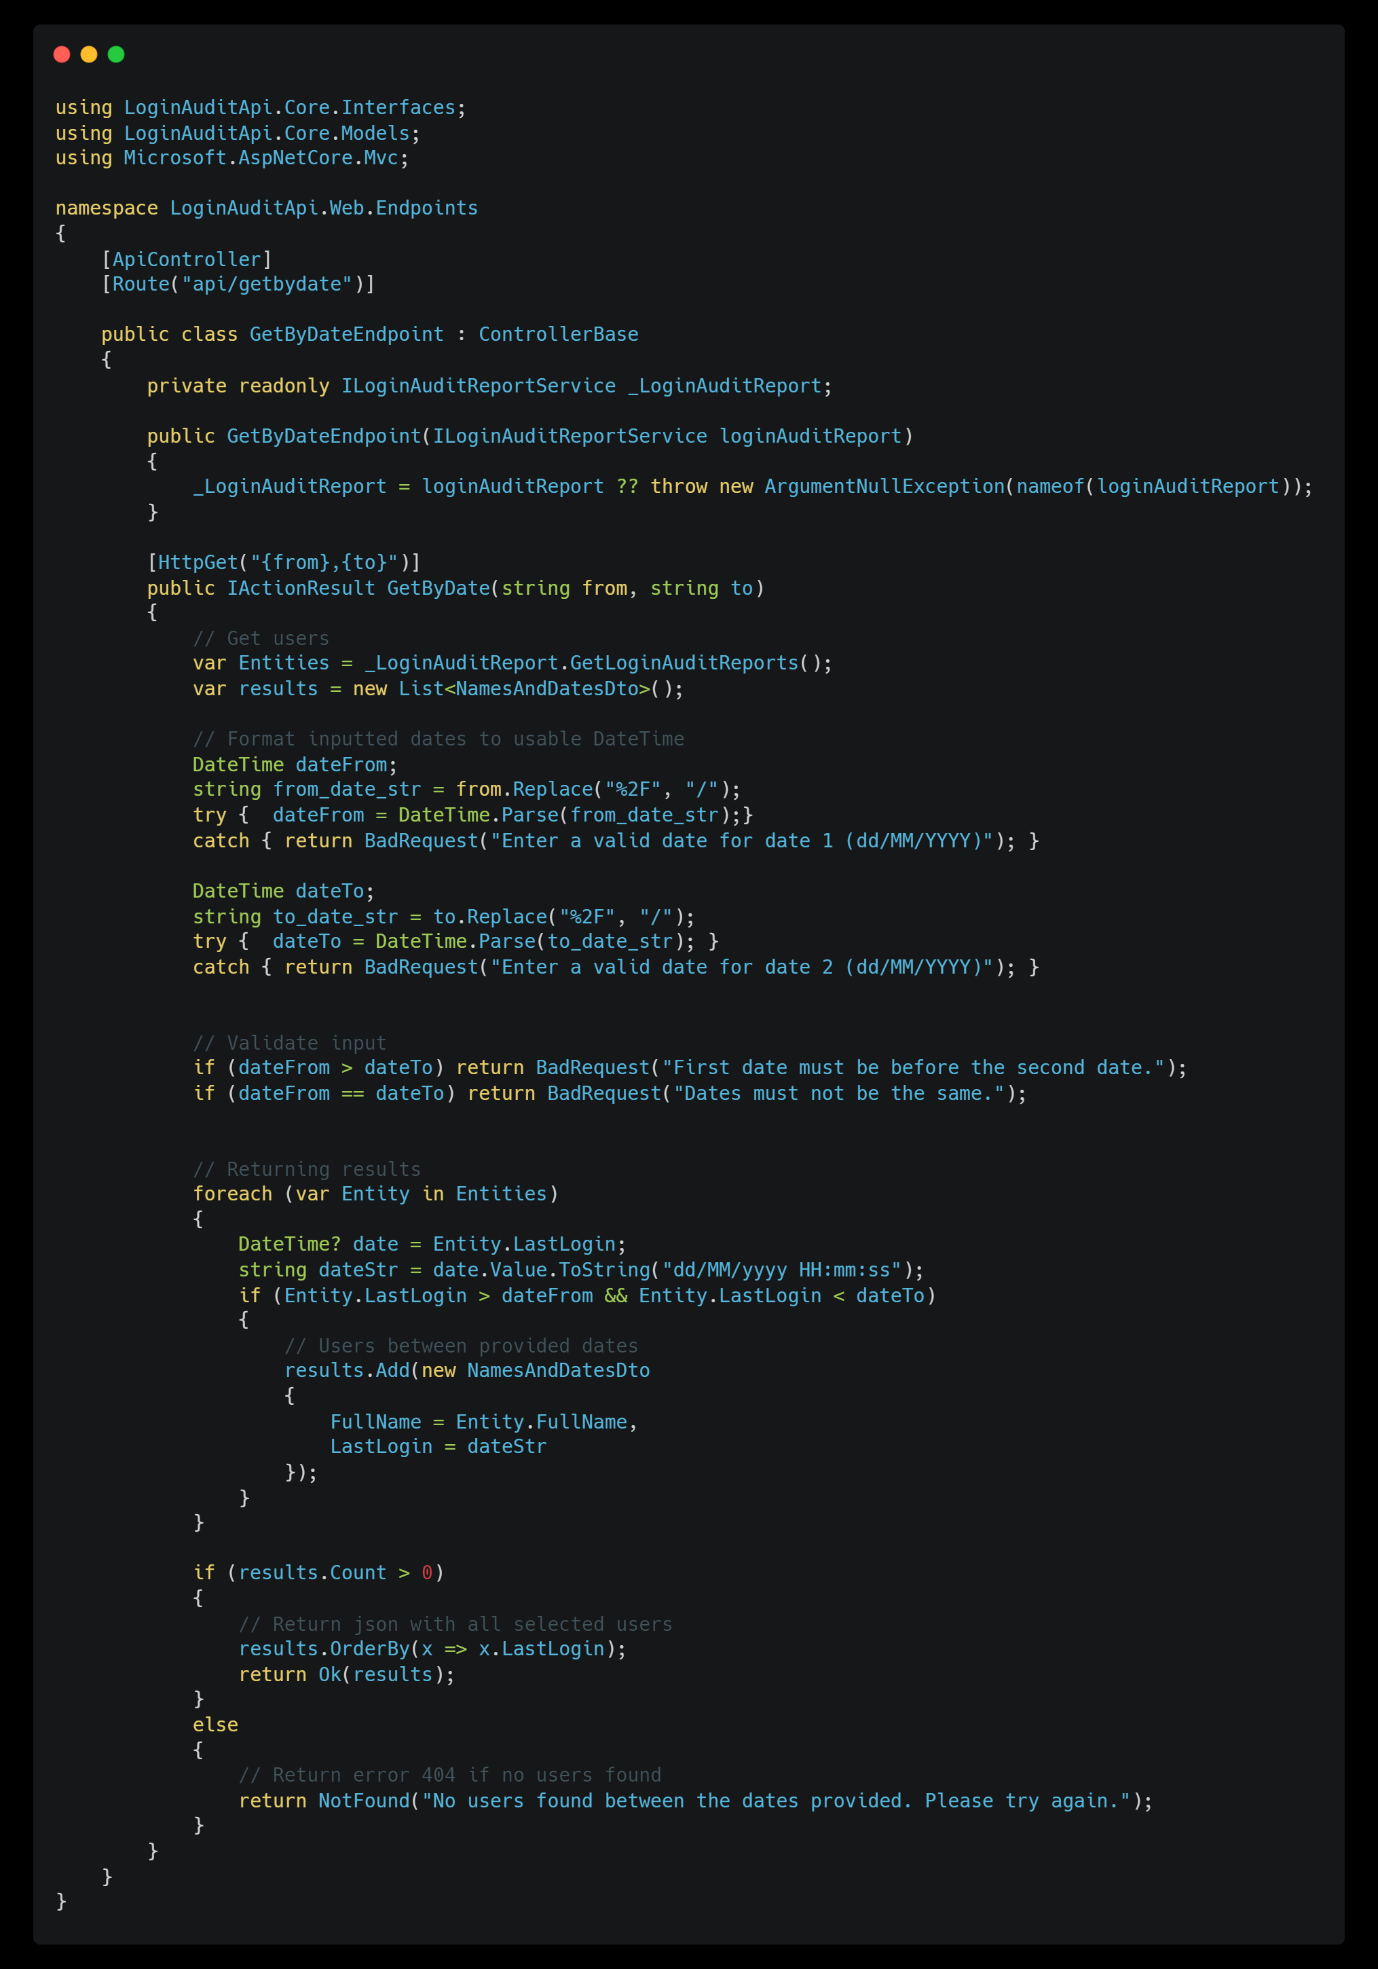 using LoginAuditApi.Core.Interfaces;
using LoginAuditApi.Core.Models;
using Microsoft.AspNetCore.Mvc;

namespace LoginAuditApi.Web.Endpoints
{
    [ApiController]
    [Route("api/getbydate")]

    public class GetByDateEndpoint : ControllerBase
    {
        private readonly ILoginAuditReportService _LoginAuditReport;

        public GetByDateEndpoint(ILoginAuditReportService loginAuditReport)
        {
            _LoginAuditReport = loginAuditReport ?? throw new ArgumentNullException(nameof(loginAuditReport));
        }

        [HttpGet("{from},{to}")]
        public IActionResult GetByDate(string from, string to)
        {
            // Get users
            var Entities = _LoginAuditReport.GetLoginAuditReports();
            var results = new List<NamesAndDatesDto>();

            // Format inputted dates to usable DateTime
            DateTime dateFrom;
            string from_date_str = from.Replace("%2F", "/");
            try {  dateFrom = DateTime.Parse(from_date_str);}
            catch { return BadRequest("Enter a valid date for date 1 (dd/MM/YYYY)"); }

            DateTime dateTo;
            string to_date_str = to.Replace("%2F", "/");
            try {  dateTo = DateTime.Parse(to_date_str); }
            catch { return BadRequest("Enter a valid date for date 2 (dd/MM/YYYY)"); }


            // Validate input
            if (dateFrom > dateTo) return BadRequest("First date must be before the second date.");
            if (dateFrom == dateTo) return BadRequest("Dates must not be the same.");


            // Returning results
            foreach (var Entity in Entities)
            {
                DateTime? date = Entity.LastLogin;
                string dateStr = date.Value.ToString("dd/MM/yyyy HH:mm:ss");
                if (Entity.LastLogin > dateFrom && Entity.LastLogin < dateTo)
                {
                    // Users between provided dates
                    results.Add(new NamesAndDatesDto
                    {
                        FullName = Entity.FullName,
                        LastLogin = dateStr
                    });
                }
            }

            if (results.Count > 0)
            {
                // Return json with all selected users
                results.OrderBy(x => x.LastLogin);
                return Ok(results);
            }
            else
            {
                // Return error 404 if no users found
                return NotFound("No users found between the dates provided. Please try again.");
            }
        }
    }
}